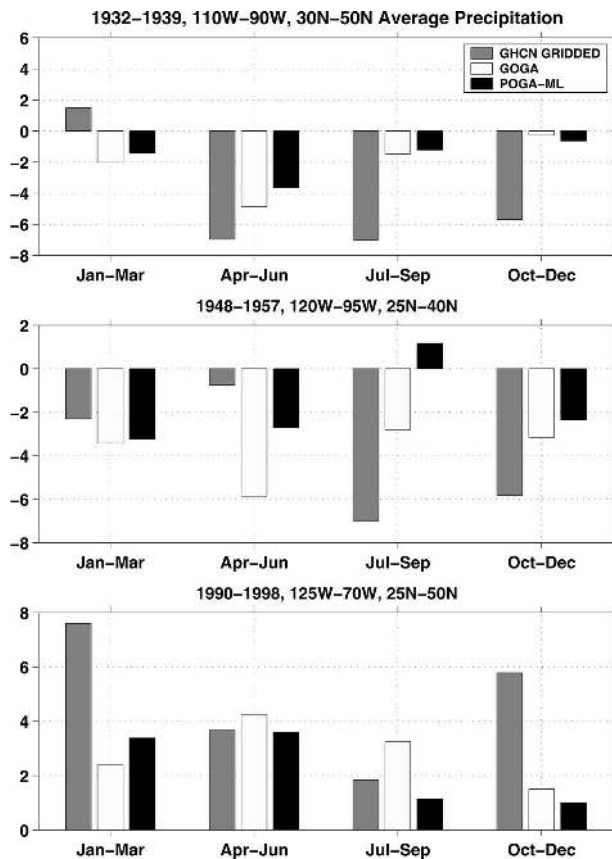 1932–1939, 110W–90W, 30N–50N Average Precipitation
6
4
2
0
−2
−4
−6
−8
GHCN GRIDDED
GOGA
POGA–ML
Jan–Mar Apr–Jun Jul–Sep Oct–Dec
1948–1957, 120W–95W, 25N–40N
2
0
−2
−4
−6
−8
Jan–Mar Apr–Jun Jul–Sep Oct–Dec
1990–1998, 125W–70W, 25N–50N
8
6
4
2
0
Jan–Mar Apr–Jun Jul–Sep Oct–Dec